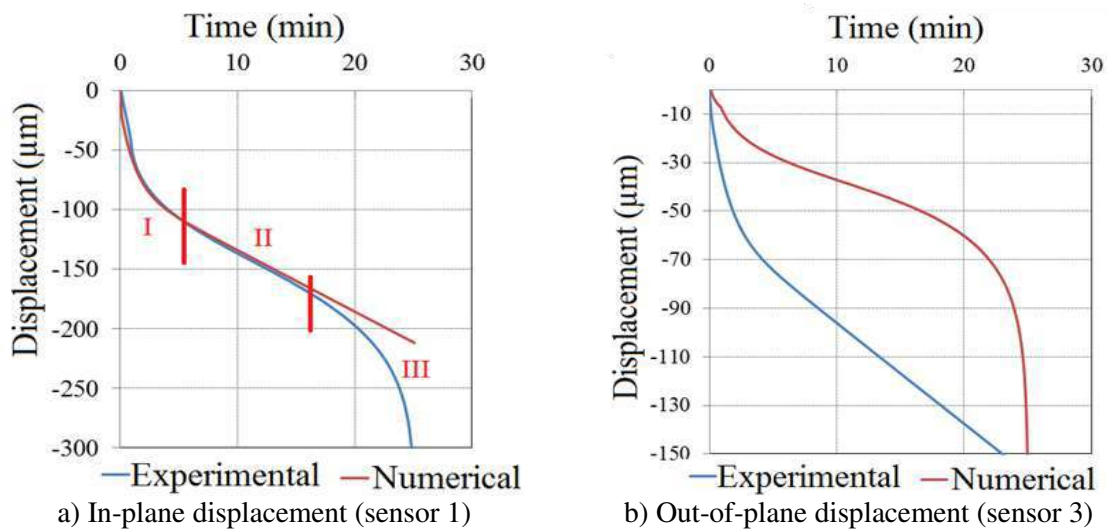 Time (min)
0 10 20 30
Displacement (μm)
0
-50
-100
-150
-200
-250
-300
I
II
III
Experimental Numerical
a) In-plane displacement (sensor 1)
Time (min)
0 10 20 30
Displacement (μm)
-10
-30
-50
-70
-90
-110
-130
-150
Experimental Numerical
b) Out-of-plane displacement (sensor 3)